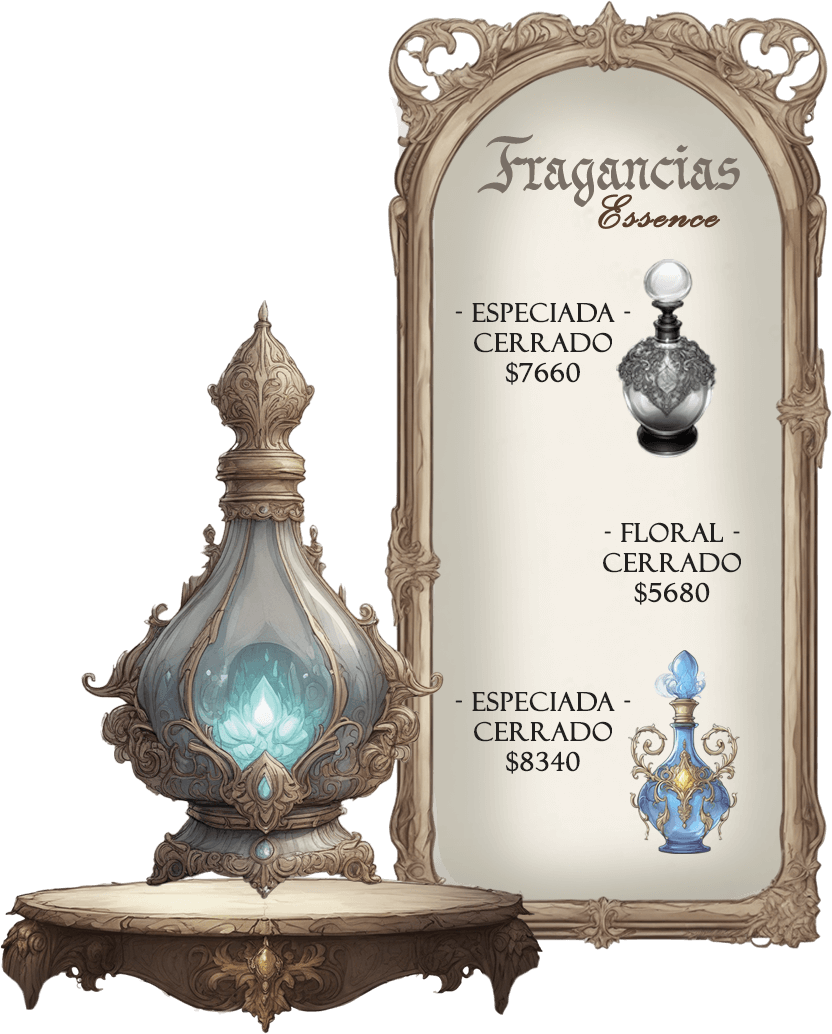 Fragancias
Essence
- ESPECIADA -
CERRADO
$7660
- FLORAL -
CERRADO
$5680
- ESPECIADA -
CERRADO
$8340